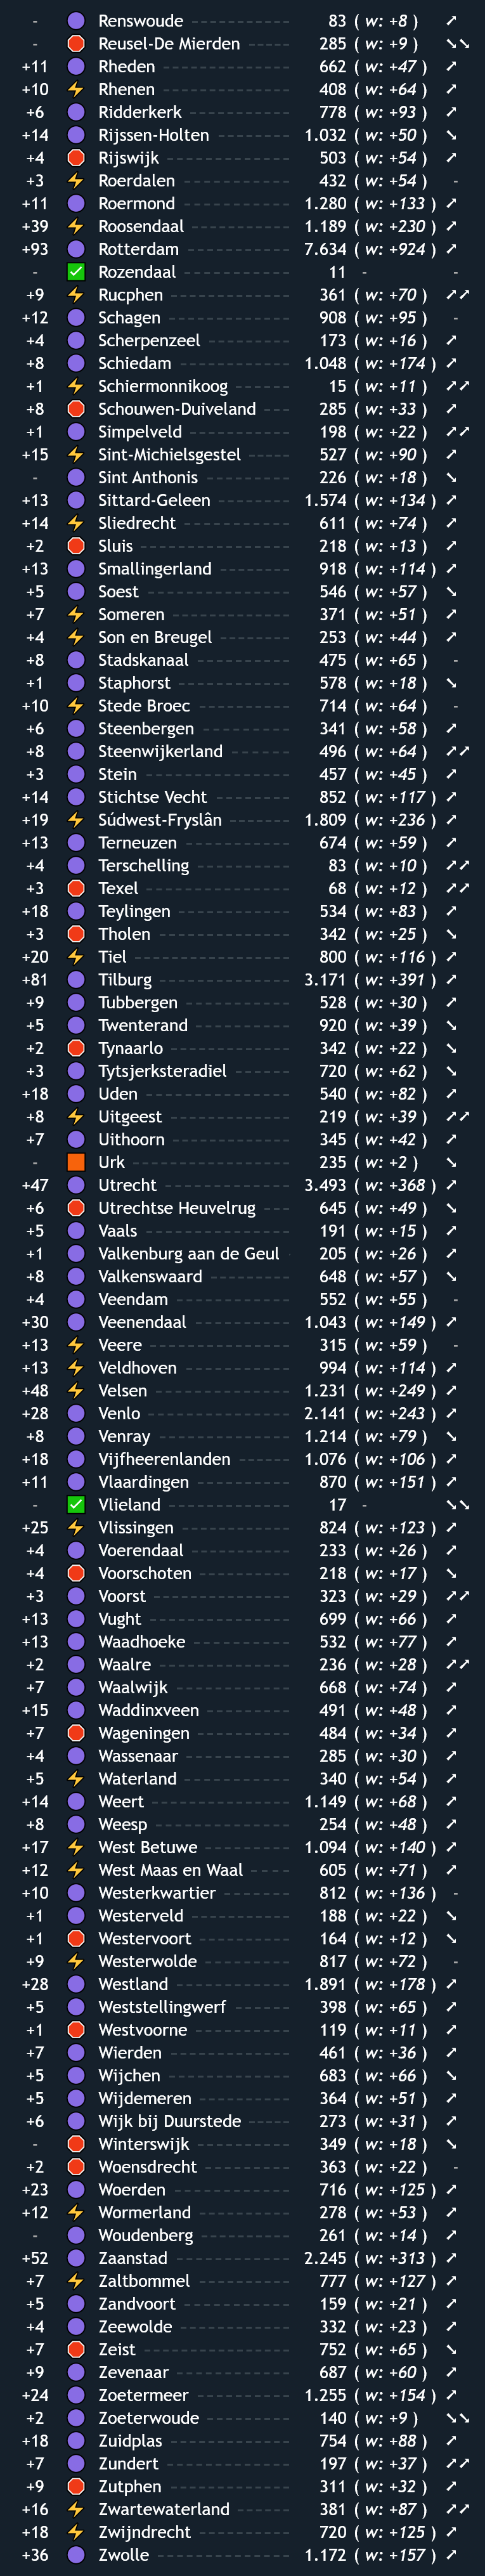 - Renswoude 83 ( w: +8 )
- Reusel-De Mierden 285 ( w: +9 )
+11 Rheden 662 ( w: +47 )
+10 Rhenen 408 ( w: +64 )
+6 Ridderkerk 778 ( w: +93 )
+14 Rijssen-Holten 1.032 ( w: +50 )
+4 Rijswijk 503 ( w: +54 )
+3 Roerdalen 432 ( w: +54 ) -
+11 Roermond 1.280 ( w: +133 )
+39 Roosendaal 1.189 ( w: +230 )
+93 Rotterdam 7.634 ( w: +924 )
- Rozendaal 11 - -
+9 Rucphen 361 ( w: +70 )
+12 Schagen 908 ( w: +95 ) -
+4 Scherpenzeel 173 ( w: +16 )
+8 Schiedam 1.048 ( w: +174 )
+1 Schiermonnikoog 15 ( w: +11 )
+8 Schouwen-Duiveland 285 ( w: +33 )
+1 Simpelveld 198 ( w: +22 )
+15 Sint-Michielsgestel 527 ( w: +90 )
- Sint Anthonis 226 ( w: +18 )
+13 Sittard-Geleen 1.574 ( w: +134 )
+14 Sliedrecht 611 ( w: +74 )
+2 Sluis 218 ( w: +13 )
+13 Smallingerland 918 ( w: +114 )
+5 Soest 546 ( w: +57 )
+7 Someren 371 ( w: +51 )
+4 Son en Breugel 253 ( w: +44 )
+8 Stadskanaal 475 ( w: +65 ) -
+1 Staphorst 578 ( w: +18 )
+10 Stede Broec 714 ( w: +64 ) -
+6 Steenbergen 341 ( w: +58 )
+8 Steenwijkerland 496 ( w: +64 )
+3 Stein 457 ( w: +45 )
+14 Stichtse Vecht 852 ( w: +117 )
+19 Súdwest-Fryslân 1.809 ( w: +236 )
+13 Terneuzen 674 ( w: +59 )
+4 Terschelling 83 ( w: +10 )
+3 Texel 68 ( w: +12 )
+18 Teylingen 534 ( w: +83 )
+3 Tholen 342 ( w: +25 )
+20 Tiel 800 ( w: +116 )
+81 Tilburg 3.171 ( w: +391 )
+9 Tubbergen 528 ( w: +30 )
+5 Twenterand 920 ( w: +39 )
+2 Tynaarlo 342 ( w: +22 )
+3 Tytsjerksteradiel 720 ( w: +62 )
+18 Uden 540 ( w: +82 )
+8 Uitgeest 219 ( w: +39 )
+7 Uithoorn 345 ( w: +42 )
- Urk 235 ( w: +2 )
+47 Utrecht 3.493 ( w: +368 )
+6 Utrechtse Heuvelrug 645 ( w: +49 )
+5 Vaals 191 ( w: +15 )
+1 Valkenburg aan de Geul 205 ( w: +26 )
+8 Valkenswaard 648 ( w: +57 )
+4 Veendam 552 ( w: +55 ) -
+30 Veenendaal 1.043 ( w: +149 )
+13 Veere 315 ( w: +59 ) -
+13 Veldhoven 994 ( w: +114 )
+48 Velsen 1.231 ( w: +249 )
+28 Venlo 2.141 ( w: +243 )
+8 Venray 1.214 ( w: +79 )
+18 Vijfheerenlanden 1.076 ( w: +106 )
+11 Vlaardingen 870 ( w: +151 )
- Vlieland 17 -
+25 Vlissingen 824 ( w: +123 )
+4 Voerendaal 233 ( w: +26 )
+4 Voorschoten 218 ( w: +17 )
+3 Voorst 323 ( w: +29 )
+13 Vught 699 ( w: +66 )
+13 Waadhoeke 532 ( w: +77 )
+2 Waalre 236 ( w: +28 )
+7 Waalwijk 668 ( w: +74 )
+15 Waddinxveen 491 ( w: +48 )
+7 Wageningen 484 ( w: +34 )
+4 Wassenaar 285 ( w: +30 )
+5 Waterland 340 ( w: +54 )
+14 Weert 1.149 ( w: +68 )
+8 Weesp 254 ( w: +48 )
+17 West Betuwe 1.094 ( w: +140 )
+12 West Maas en Waal 605 ( w: +71 )
+10 Westerkwartier 812 ( w: +136 ) -
+1 Westerveld 188 ( w: +22 )
+1 Westervoort 164 ( w: +12 )
+9 Westerwolde 817 ( w: +72 ) -
+28 Westland 1.891 ( w: +178 )
+5 Weststellingwerf 398 ( w: +65 )
+1 Westvoorne 119 ( w: +11 )
+7 Wierden 461 ( w: +36 )
+5 Wijchen 683 ( w: +66 )
+5 Wijdemeren 364 ( w: +51 )
+6 Wijk bij Duurstede 273 ( w: +31 )
- Winterswijk 349 ( w: +18 )
+2 Woensdrecht 363 ( w: +22 ) -
+23 Woerden 716 ( w: +125 )
+12 Wormerland 278 ( w: +53 )
- Woudenberg 261 ( w: +14 )
+52 Zaanstad 2.245 ( w: +313 )
+7 Zaltbommel 777 ( w: +127 )
+5 Zandvoort 159 ( w: +21 )
+4 Zeewolde 332 ( w: +23 )
+7 Zeist 752 ( w: +65 )
+9 Zevenaar 687 ( w: +60 )
+24 Zoetermeer 1.255 ( w: +154 )
+2 Zoeterwoude 140 ( w: +9 )
+18 Zuidplas 754 ( w: +88 )
+7 Zundert 197 ( w: +37 )
+9 Zutphen 311 ( w: +32 )
+16 Zwartewaterland 381 ( w: +87 )
+18 Zwijndrecht 720 ( w: +125 )
+36 Zwolle 1.172 ( w: +157 )